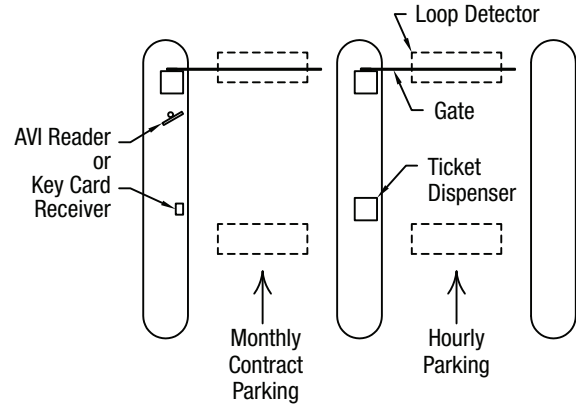 Loop Detector
Gate
AVI Reader
or
Key Card
Receiver
Ticket
Dispenser
Monthly
Contract
Parking
Hourly
Parking